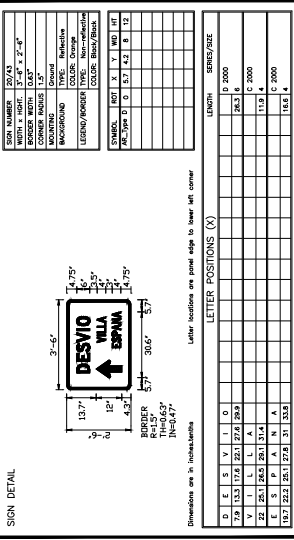 SIGN DETAIL
SIGN NUMBER 20/43
WIDTH x HGHT. 3'-6" x 2'-6"
BORDER WIDTH 0.63"
CORNER RADIUS 1.5"
MOUNTING Ground
BACKGROUND TYPE: Reflective
COLOR: Orange
LEGEND/BORDER TYPE: Non-reflective
COLOR: Black/Black
SYMBOL ROT X Y WID HT
AR_Type D 0 5.7 4.2 8 12
3'-6"
2'-6"
13.7"
12"
4.3"
DESVIO
VILLA
ESPANA
4.75"
6"
3.5"
4"
3"
4"
4.75"
5.7"
30.6"
5.7"
BORDER
R=1.5"
TH=0.63"
IN=0.47"
Dimensions are in inches.tenths
Letter locations are panel edge to lower left corner
LETTER POSITIONS (X)
LENGTH
SERIES/SIZE
D E S V I O D 2000
7.9 13.3 17.6 22.1 27.6 29.9 26.3 6
V I L L A C 2000
22 25.1 26.5 29.1 31.4 11.9 4
E S P A N A C 2000
19.7 22.2 25.1 27.8 31 33.8 16.6 4